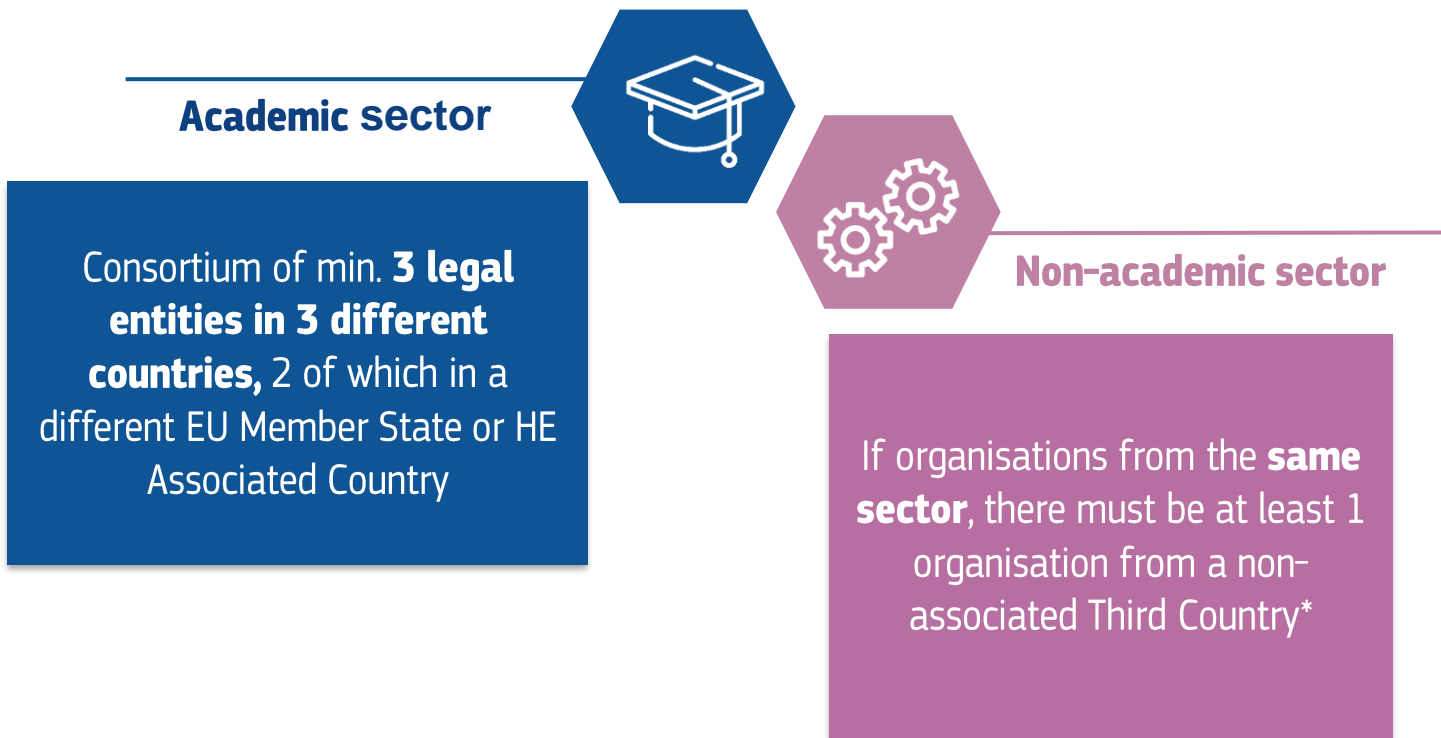 Academic sector
Consortium of min. 3 legal
entities in 3 different
countries, 2 of which in a
different EU Member State or HE
Associated Country
Non-academic sector
If organisations from the same
sector, there must be at least 1
organisation from a non-
associated Third Country*